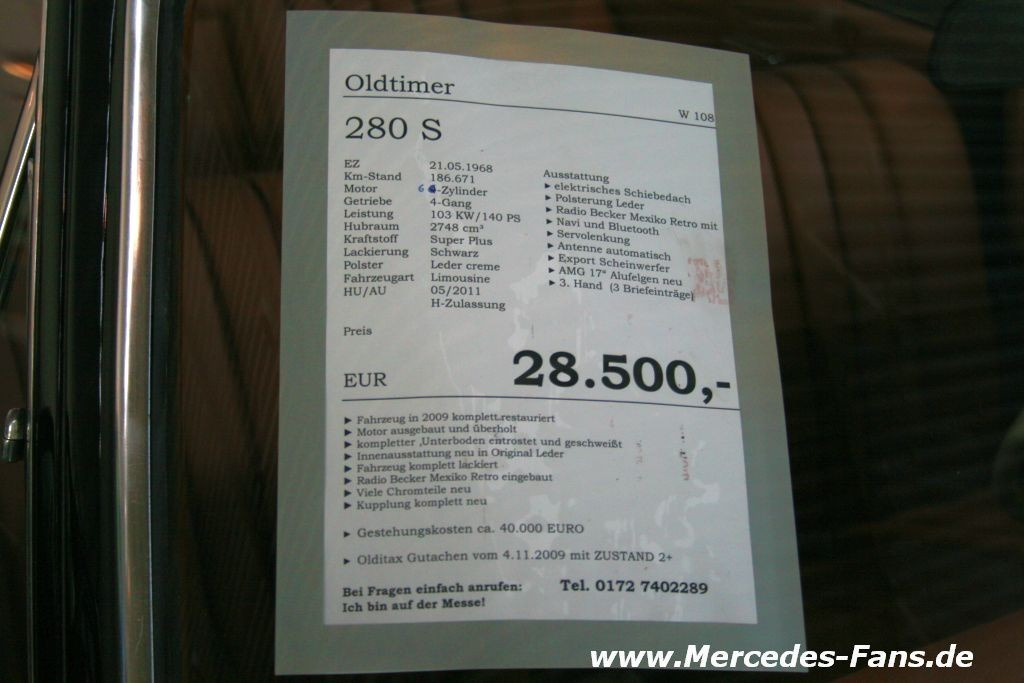 Oldtimer
W 108
280 S
EZ 21.05.1968
Km-Stand 186.671
Motor 6-Zylinder
Getriebe 4-Gang
Leistung 103 KW/140 PS
Hubraum 2748 cm³
Kraftstoff Super Plus
Lackierung Schwarz
Polster Leder creme
Fahrzeugart Limousine
HU/AU 05/2011
H-Zulassung
Ausstattung
► elektrisches Schiebedach
► Polsterung Leder
► Radio Becker Mexiko Retro mit
► Navi und Bluetooth
► Servolenkung
► Antenne automatisch
► Export Scheinwerfer
► AMG 17" Alufelgen neu
► 3. Hand (3 Briefeinträge)
Preis
EUR 28.500,-
► Fahrzeug in 2009 komplett restauriert
► Motor ausgebaut und überholt
► kompletter ,Unterboden entrostet und geschweißt
► Innenausstattung neu in Original Leder
► Fahrzeug komplett lackiert
► Radio Becker Mexiko Retro eingebaut
► Viele Chromteile neu
► Kupplung komplett neu
► Gestehungskosten ca. 40.000 EURO
► Olditax Gutachten vom 4.11.2009 mit ZUSTAND 2+
Bei Fragen einfach anrufen: Tel. 0172 7402289
Ich bin auf der Messe!
www.Mercedes-Fans.de